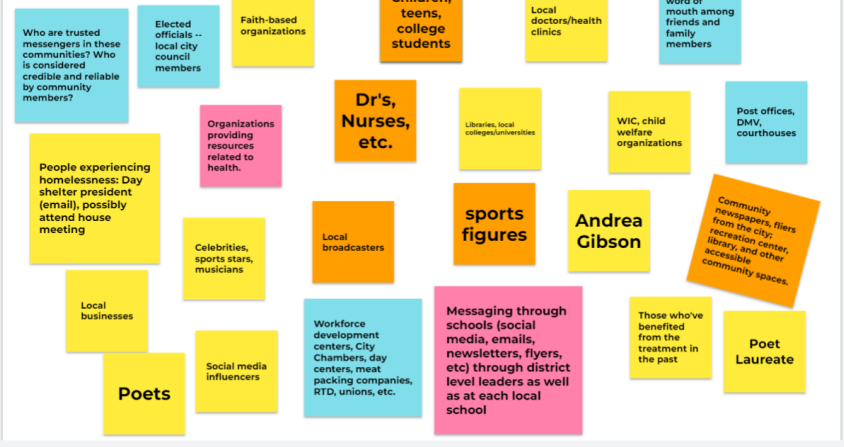 Who are trusted
messengers in these
communities? Who
is considered
credible and reliable
by community
members?
Elected
officials --
local city
council
members
Faith-based
organizations
Children,
teens,
college
students
Local
doctors/health
clinics
word of
mouth among
friends and
family
members
Organizations
providing
resources
related to
health.
Dr's,
Nurses,
etc.
Libraries, local
colleges/universities
WIC, child
welfare
organizations
Post offices,
DMV,
courthouses
People experiencing
homelessness: Day
shelter president
(email), possibly
attend house
meeting
Celebrities,
sports stars,
musicians
Local
broadcasters
sports
figures
Andrea
Gibson
Community
newspapers, fliers
from the city;
recreation center,
library, and other
accessible
community spaces.
Local
businesses
Poets
Social media
influencers
Workforce
development
centers, City
Chambers, day
centers, meat
packing companies,
RTD, unions, etc.
Messaging through
schools (social
media, emails,
newsletters, flyers,
etc) through district
level leaders as well
as at each local
school
Those who've
benefited
from the
treatment in
the past
Poet
Laureate